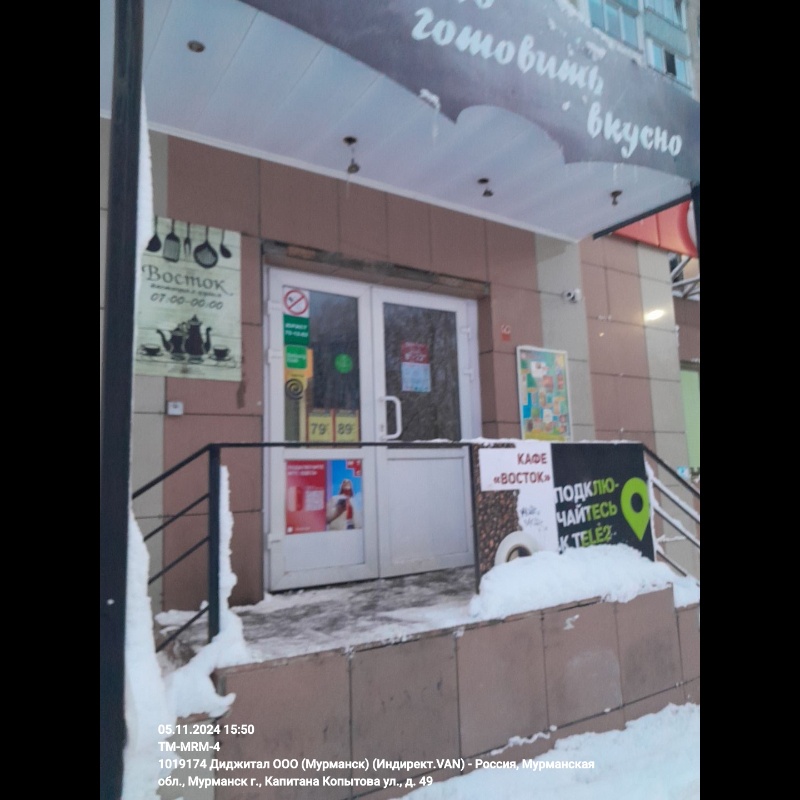 готовить
вкусно
Восток
07:00-00:00
79
89
КАФЕ
«ВОСТОК»
ПОДКЛЮ-
ЧАЙТЕСЬ
К TELE2
05.11.2024 15:50
TM-MRM-4
1019174 Диджитал ООО (Мурманск) (Индирект.VAN) - Россия, Мурманская
обл., Мурманск г., Капитана Копытова ул., д. 49